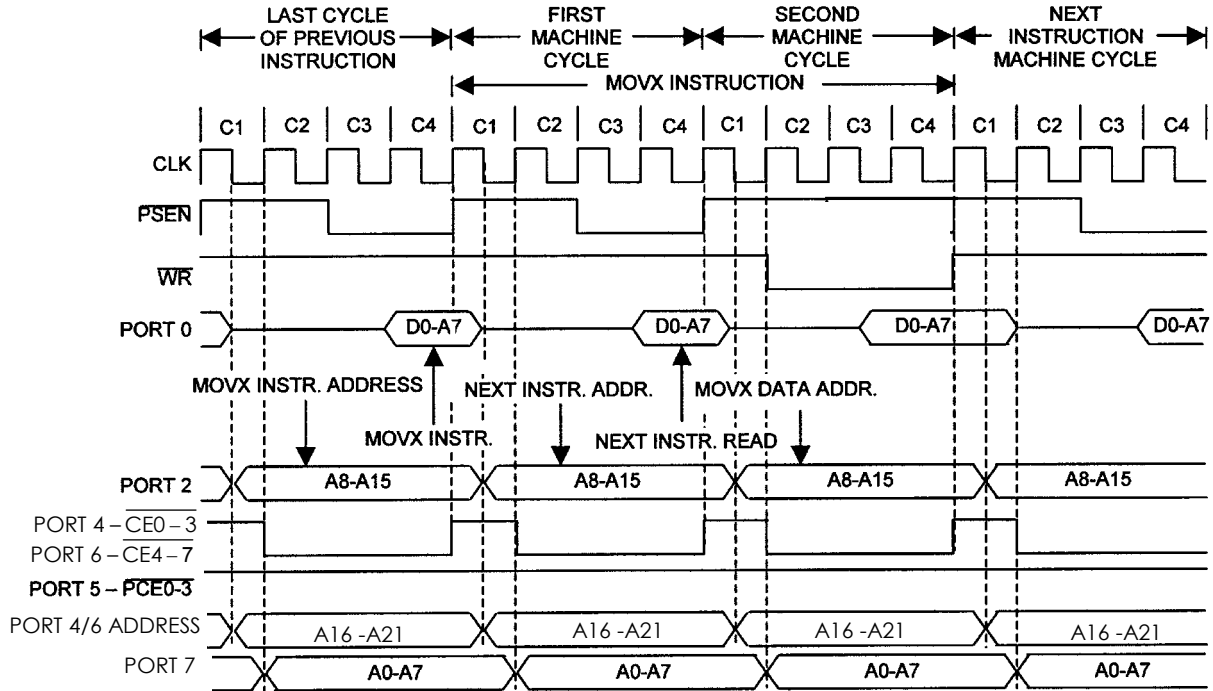 LAST CYCLE OF PREVIOUS INSTRUCTION
FIRST MACHINE CYCLE
SECOND MACHINE CYCLE
NEXT INSTRUCTION MACHINE CYCLE
MOVX INSTRUCTION
C1 C2 C3 C4 C1 C2 C3 C4 C1 C2 C3 C4 C1 C2 C3 C4
CLK
PSEN
WR
PORT 0 D0-A7 D0-A7 D0-A7 D0-A7
MOVX INSTR. ADDRESS NEXT INSTR. ADDR. MOVX DATA ADDR.
MOVX INSTR. NEXT INSTR. READ
PORT 2 A8-A15 A8-A15 A8-A15 A8-A15
PORT 4 – CE0 – 3
PORT 6 – CE4 – 7
PORT 5 – PCE0-3
PORT 4/6 ADDRESS A16 -A21 A16 -A21 A16 -A21 A16 -A21
PORT 7 A0-A7 A0-A7 A0-A7 A0-A7